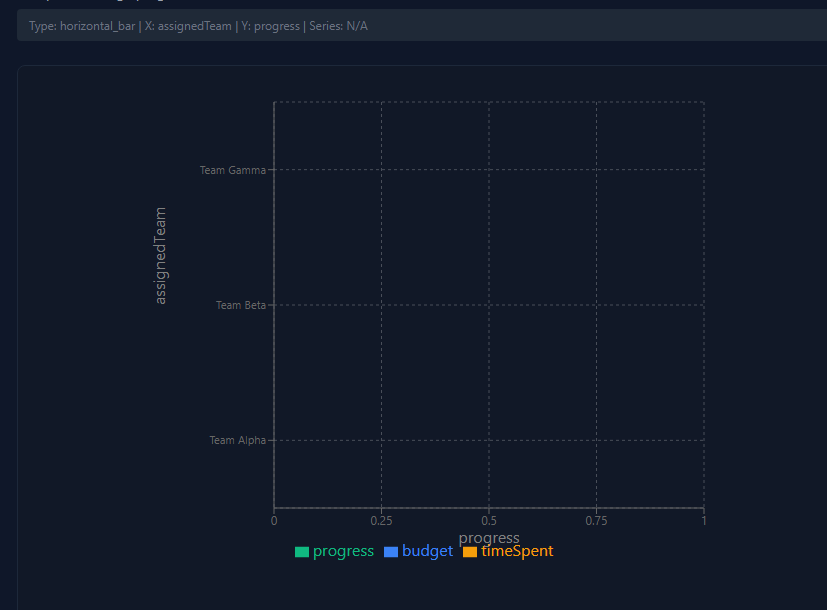 Type: horizontal_bar | X: assignedTeam | Y: progress | Series: N/A
Team Gamma
assignedTeam
Team Beta
Team Alpha
0 0.25 0.5 0.75 1
progress
progress budget timeSpent